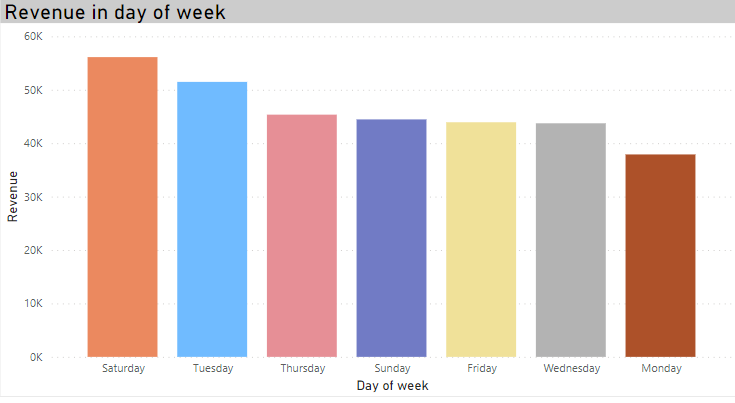 Revenue in day of week
60K
50K
40K
30K
20K
10K
0K
Revenue
Saturday Tuesday Thursday Sunday Friday Wednesday Monday
Day of week